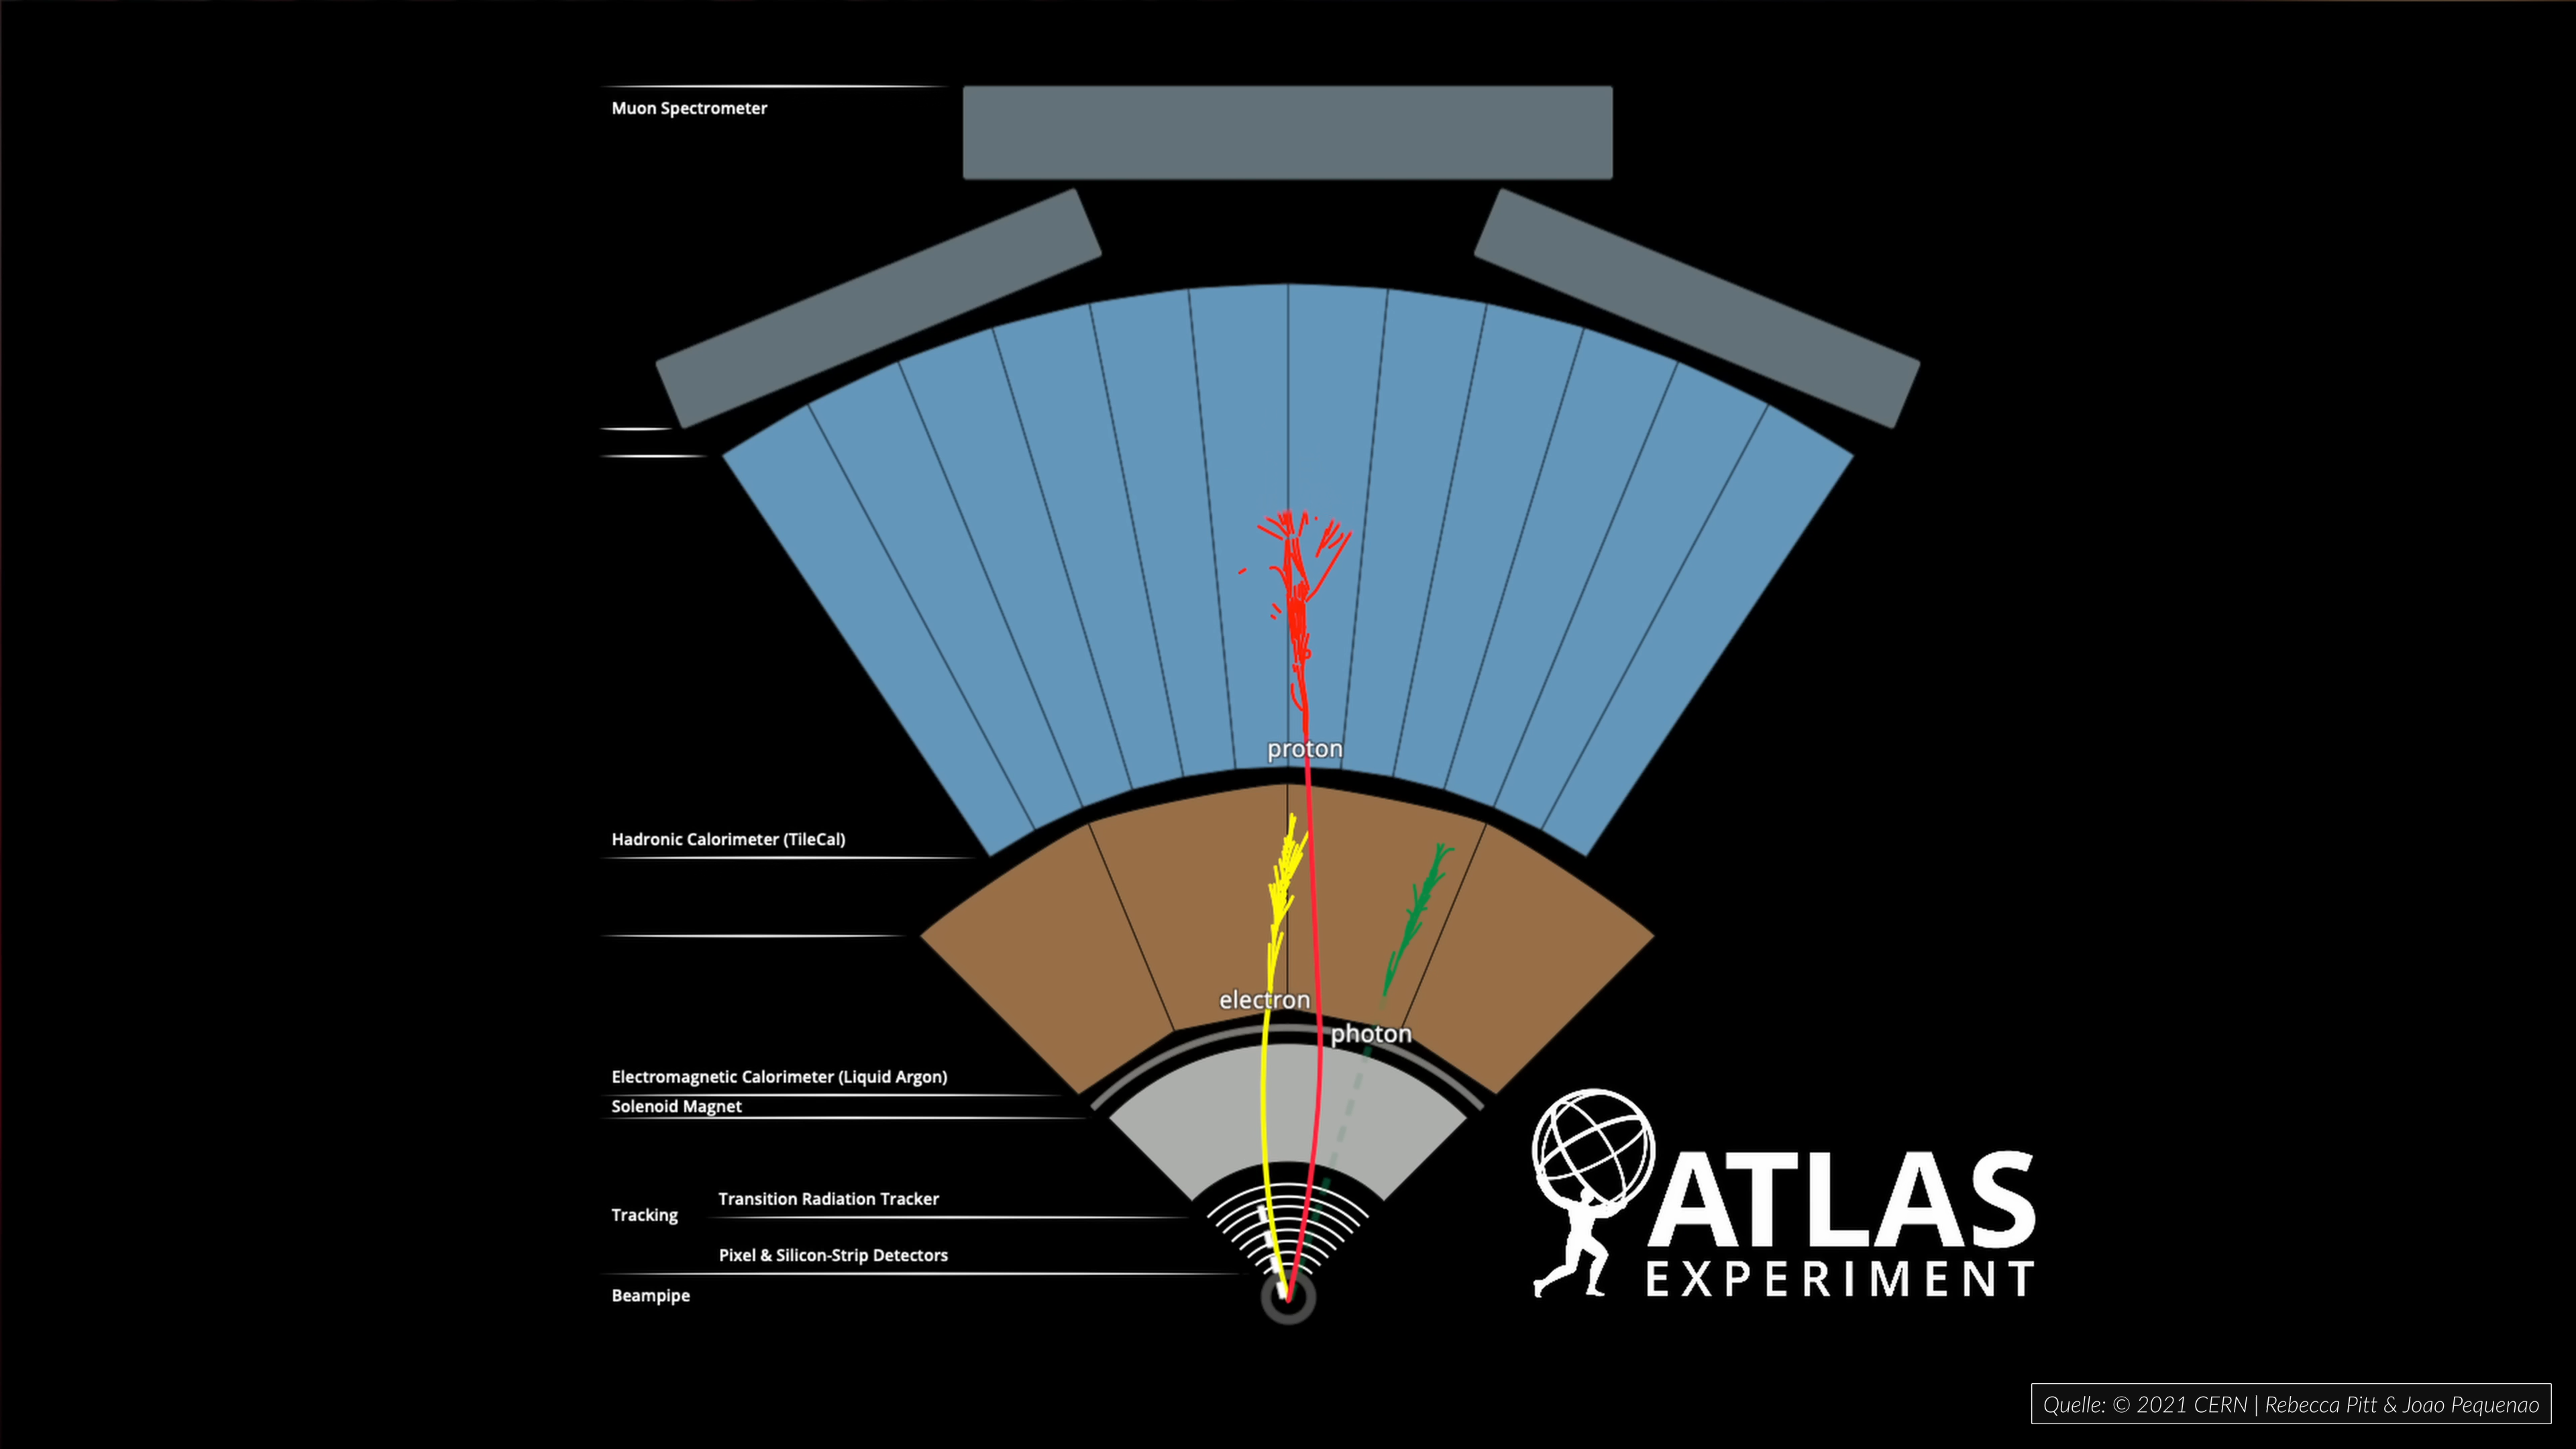 Muon Spectrometer
proton
Hadronic Calorimeter (TileCal)
electron
photon
Electromagnetic Calorimeter (Liquid Argon)
Solenoid Magnet
Transition Radiation Tracker
Tracking
Pixel & Silicon-Strip Detectors
Beampipe
ATLAS
EXPERIMENT
Quelle: © 2021 CERN | Rebecca Pitt & Joao Pequenao